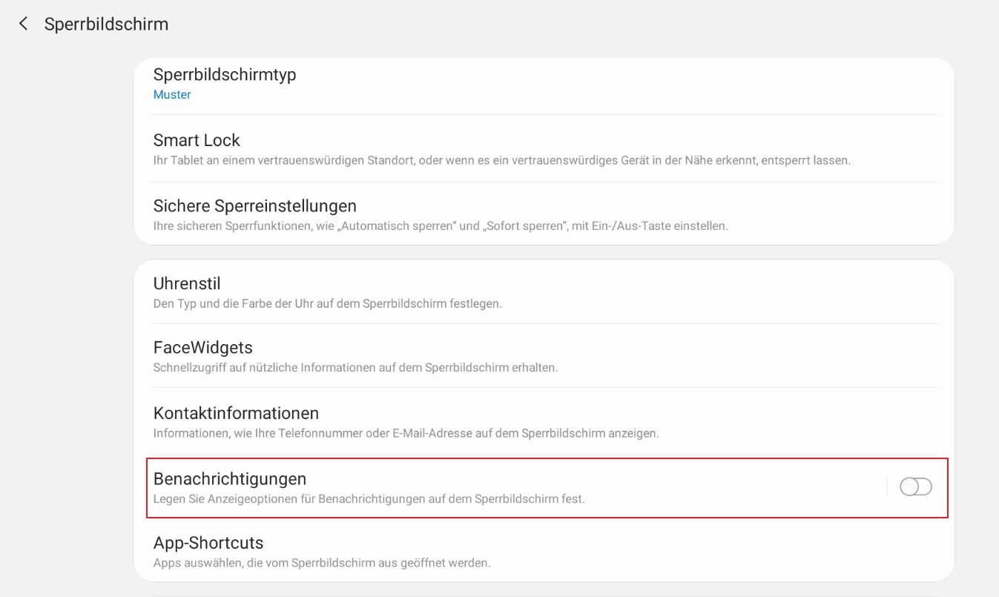 Sperrbildschirm
Sperrbildschirmtyp
Muster
Smart Lock
Ihr Tablet an einem vertrauenswürdigen Standort, oder wenn es ein vertrauenswürdiges Gerät in der Nähe erkennt, entsperrt lassen.
Sichere Sperreinstellungen
Ihre sicheren Sperrfunktionen, wie „Automatisch sperren“ und „Sofort sperren“, mit Ein-/Aus-Taste einstellen.
Uhrenstil
Den Typ und die Farbe der Uhr auf dem Sperrbildschirm festlegen.
FaceWidgets
Schnellzugriff auf nützliche Informationen auf dem Sperrbildschirm erhalten.
Kontaktinformationen
Informationen, wie Ihre Telefonnummer oder E-Mail-Adresse auf dem Sperrbildschirm anzeigen.
Benachrichtigungen
Legen Sie Anzeigeoptionen für Benachrichtigungen auf dem Sperrbildschirm fest.
App-Shortcuts
Apps auswählen, die vom Sperrbildschirm aus geöffnet werden.